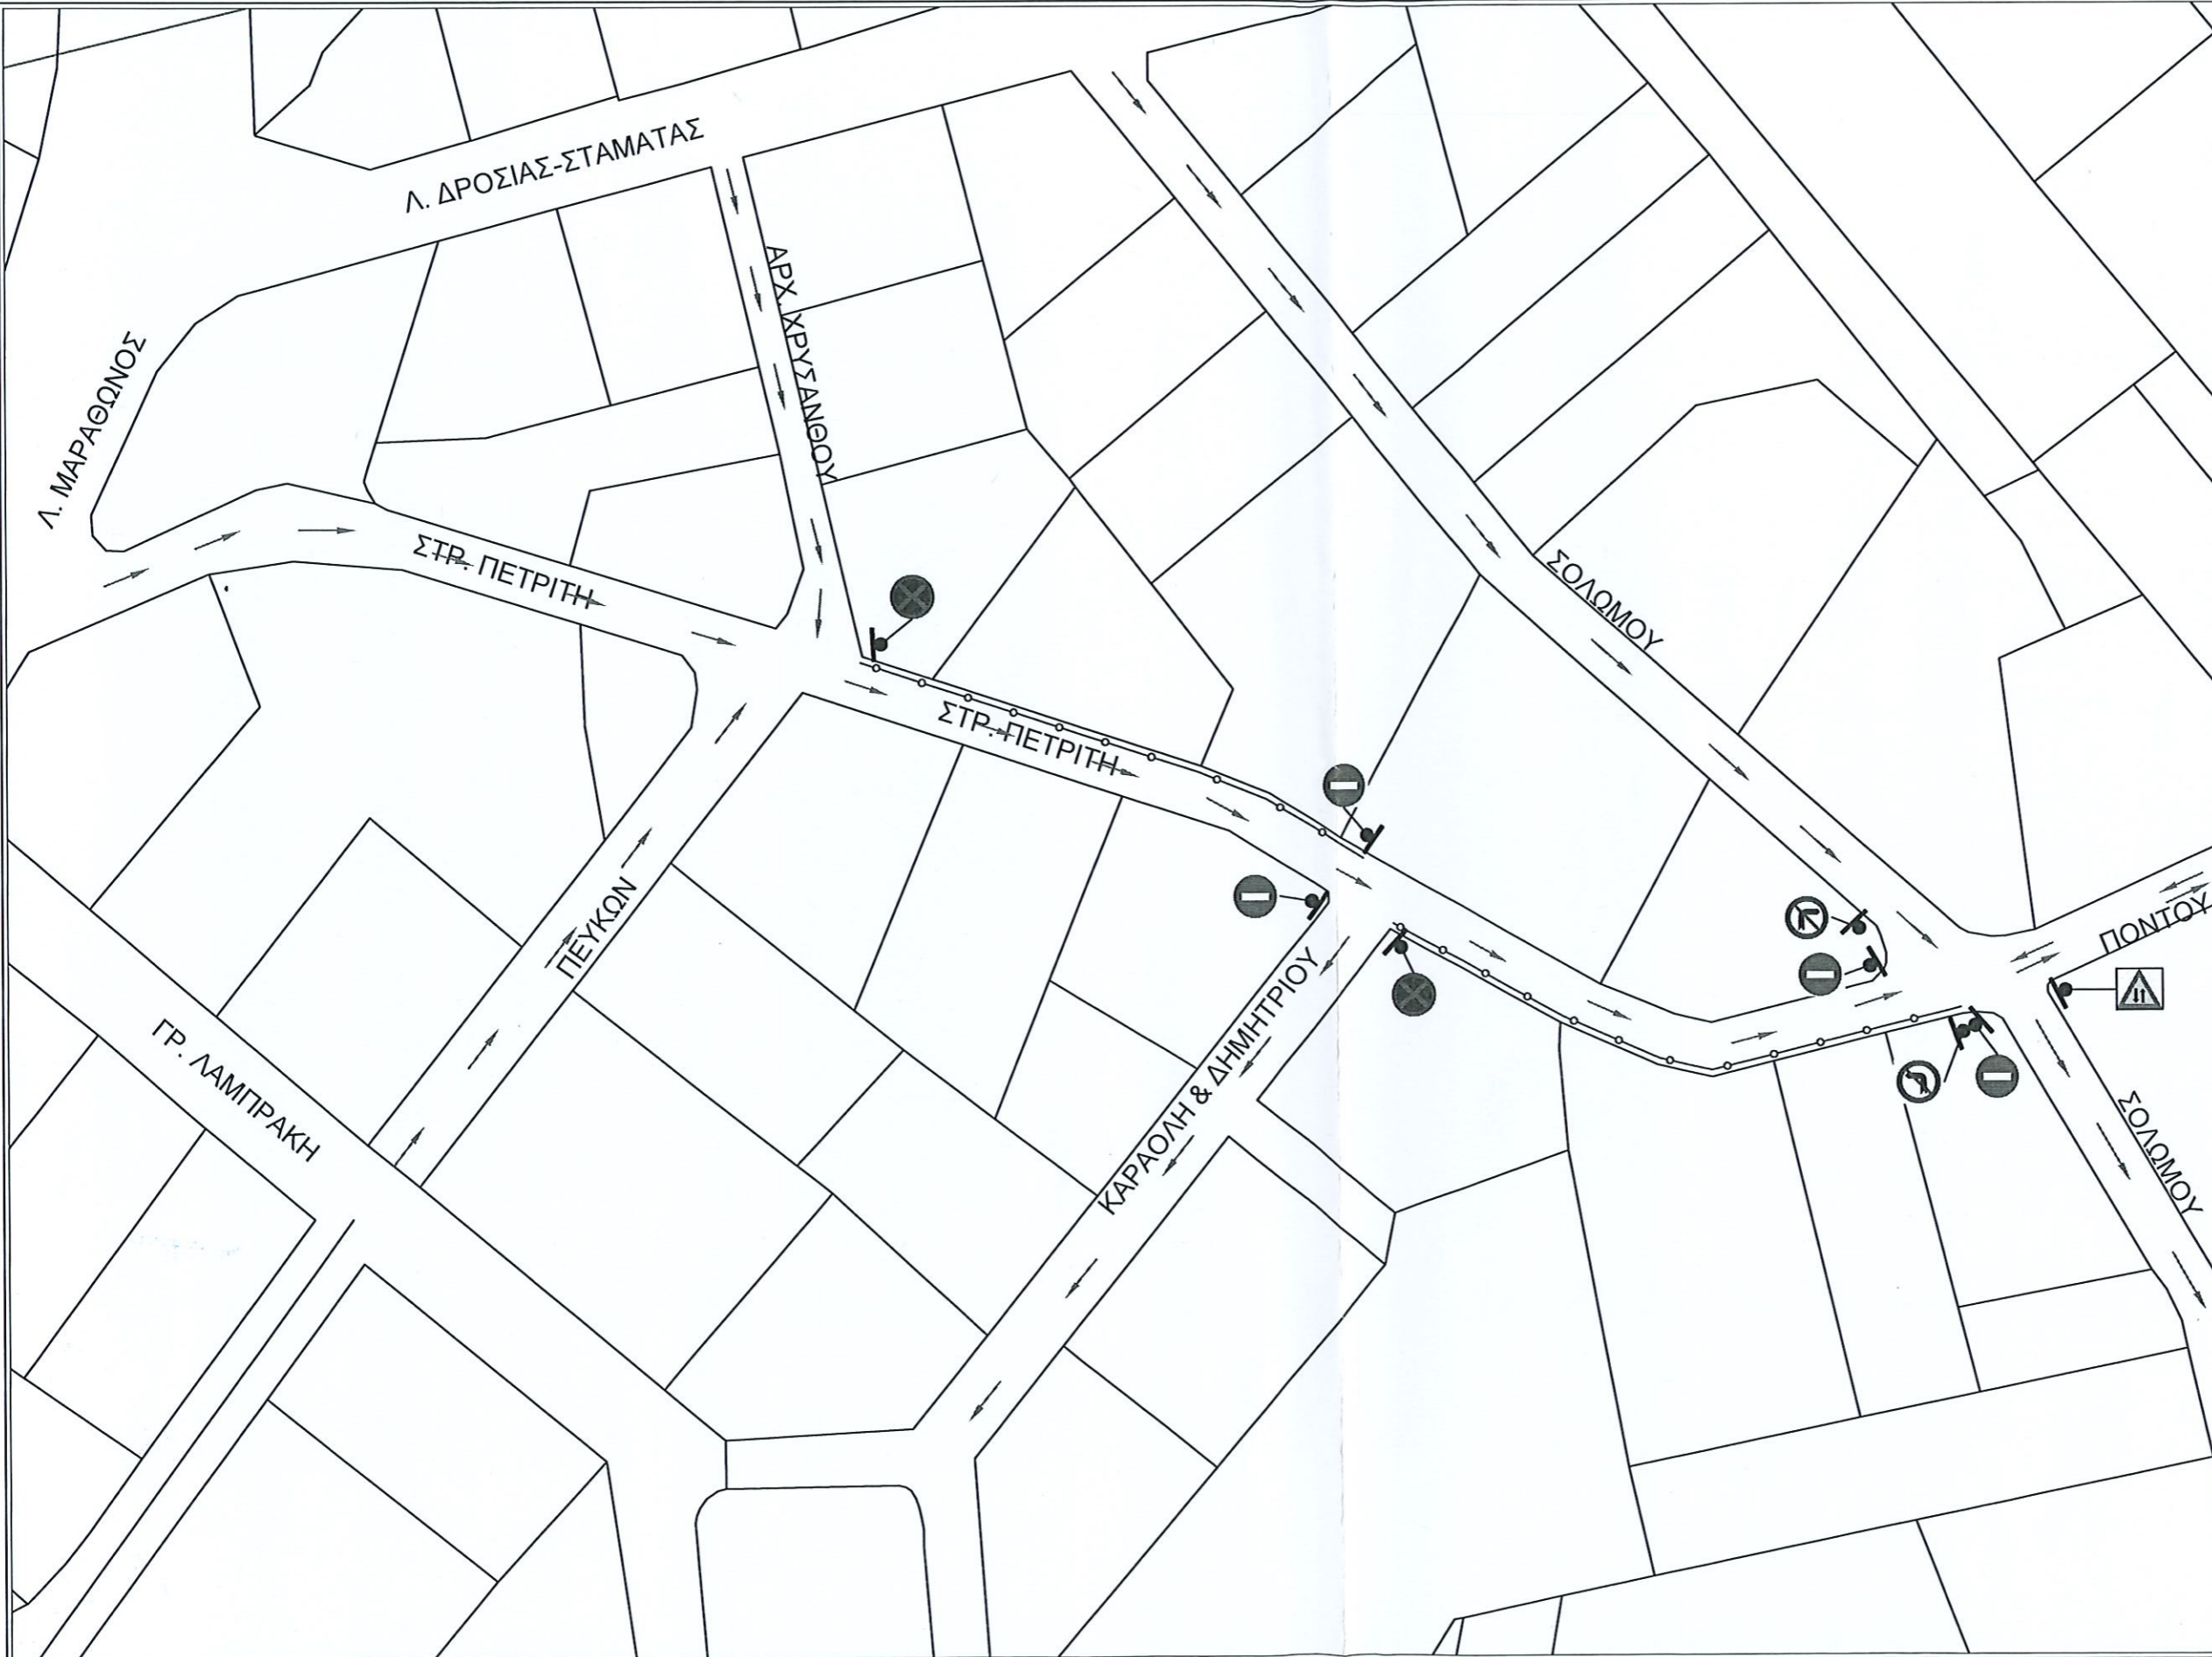 Λ. ΔΡΟΣΙΑΣ-ΣΤΑΜΑΤΑΣ
ΑΡΧ. ΧΡΥΣΑΝΘΟΥ
Λ. ΜΑΡΑΘΩΝΟΣ
ΣΤΡ. ΠΕΤΡΙΤΗ
ΣΟΛΩΜΟΥ
ΣΤΡ. ΠΕΤΡΙΤΗ
ΠΕΥΚΩΝ
ΠΟΝΤΟΥ
ΓΡ. ΛΑΜΠΡΑΚΗ
ΚΑΡΑΟΛΗ & ΔΗΜΗΤΡΙΟΥ
ΣΟΛΩΜΟΥ